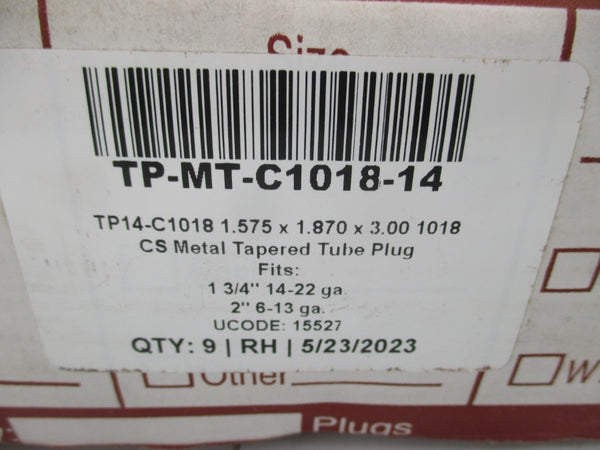 Size
TP-MT-C1018-14
TP14-C1018 1.575 x 1.870 x 3.00 1018
CS Metal Tapered Tube Plug
Fits:
1 3/4" 14-22 ga.
2" 6-13 ga.
UCODE: 15527
QTY: 9 | RH | 5/23/2023
Other
W
Plugs